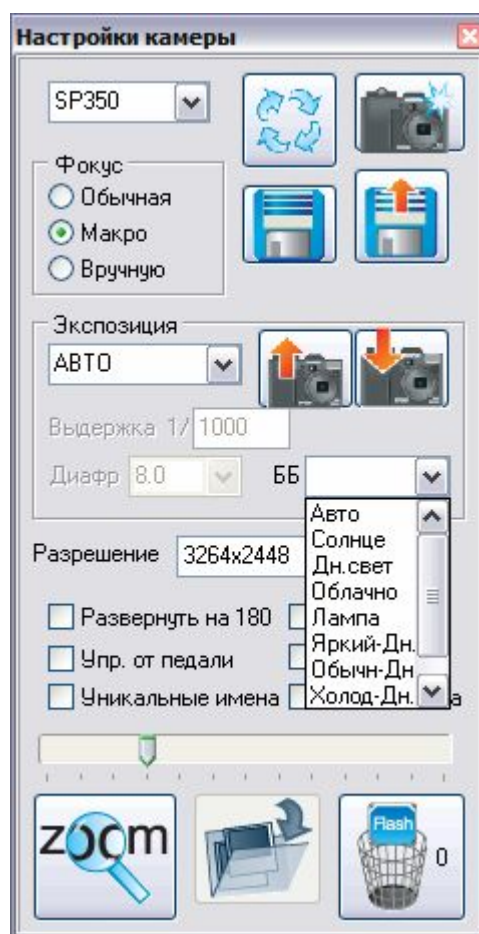 Настройки камеры
SP350
Фокус
Обычная
Макро
Вручную
Экспозиция
АВТО
Выдержка 1/ 1000
Диафр 8.0
ББ
Авто
Солнце
Дн.свет
Облачно
Лампа
Яркий-Дн.
Обычн-Дн
Холод-Дн.
Разрешение 3264x2448
Развернуть на 180
Упр. от педали
Уникальные имена
а
zoom
Flash
0